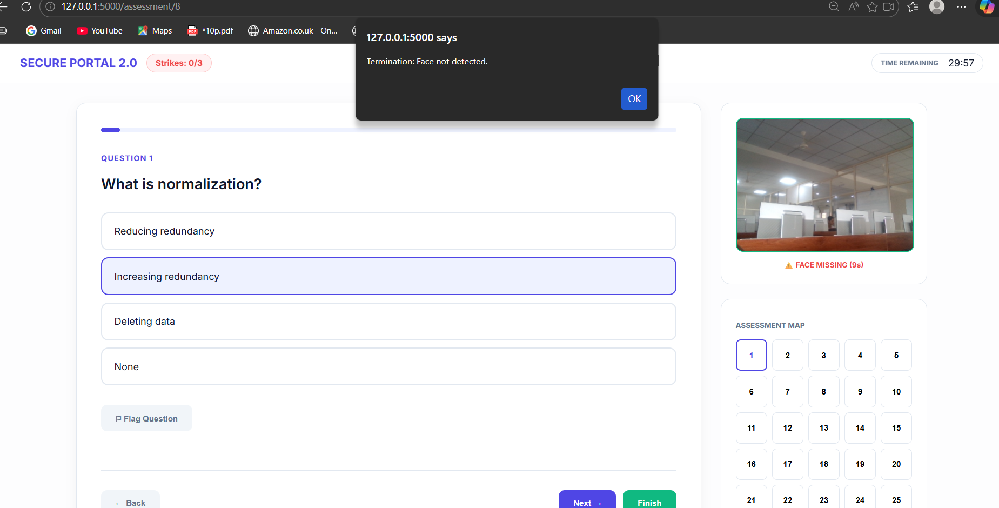 127.0.0.1:5000/assessment/8
Gmail
YouTube
Maps
*10p.pdf
Amazon.co.uk - On...
127.0.0.1:5000 says
Termination: Face not detected.
OK
SECURE PORTAL 2.0
Strikes: 0/3
TIME REMAINING 29:57
QUESTION 1
What is normalization?
Reducing redundancy
Increasing redundancy
Deleting data
None
Flag Question
← Back
Next →
Finish
FACE MISSING (9s)
ASSESSMENT MAP
1 2 3 4 5
6 7 8 9 10
11 12 13 14 15
16 17 18 19 20
21 22 23 24 25